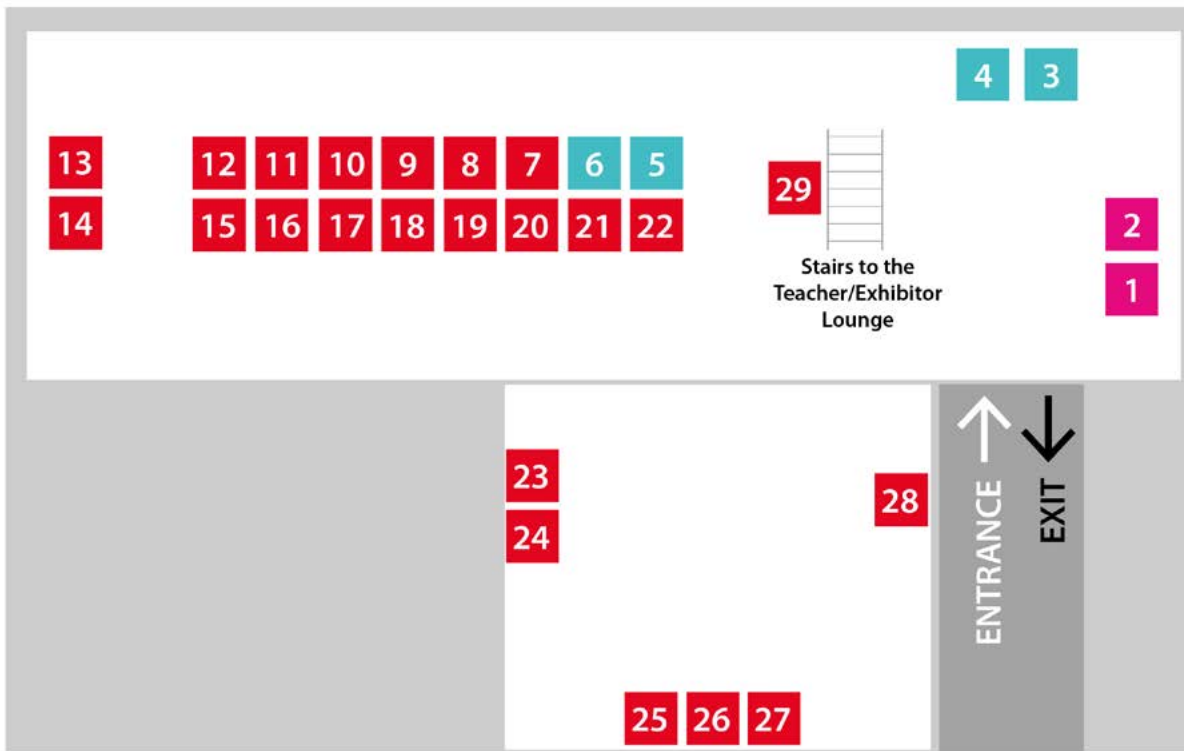 4 3
13 12 11 10 9 8 7 6 5
29
14 15 16 17 18 19 20 21 22
2
1
Stairs to the
Teacher/Exhibitor
Lounge
ENTRANCE
EXIT
23
28
24
25 26 27